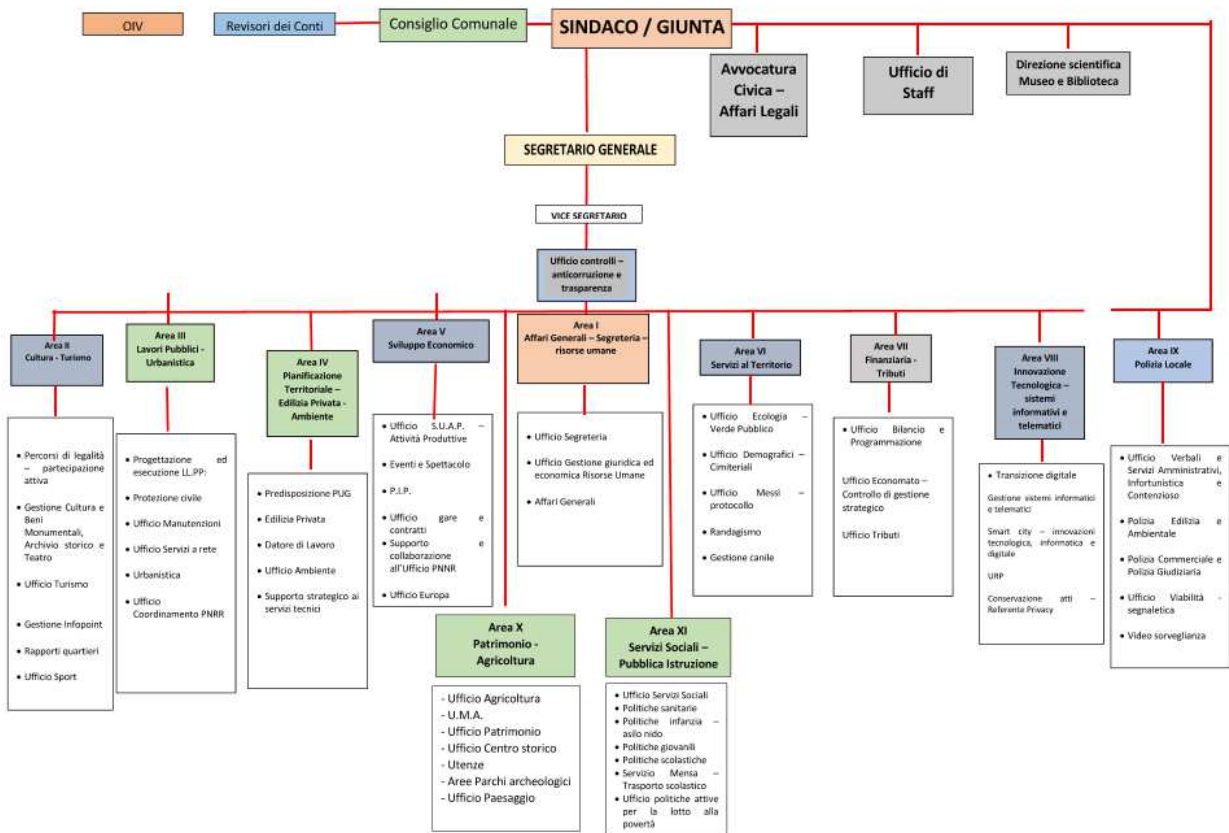 OIV
Revisori dei Conti
Consiglio Comunale
SINDACO / GIUNTA
Avvocatura
Civica –
Affari Legali
Ufficio di
Staff
Direzione scientifica
Museo e Biblioteca
SEGRETARIO GENERALE
VICE SEGRETARIO
Ufficio controlli –
anticorruzione e
trasparenza
Area II
Cultura - Turismo
Area III
Lavori Pubblici -
Urbanistica
Area IV
Planificazione
Territoriale –
Edilizia Privata -
Ambiente
Area V
Sviluppo Economico
Area I
Affari Generali – Segreteria –
risorse umane
Area VI
Servizi al Territorio
Area VII
Finanziaria -
Tributi
Area VIII
Innovazione
Tecnologica –
sistemi
informativi e
telematici
Area IX
Polizia Locale
• Percorsi di legalità
– partecipazione
attiva
• Gestione Cultura e
Beni
Monumentali,
Archivio storico e
Teatro
• Ufficio Turismo
• Gestione Infopoint
• Rapporti quartieri
• Ufficio Sport
• Progettazione ed
esecuzione LL.PP:
• Protezione civile
• Ufficio Manutenzioni
• Ufficio Servizi a rete
• Urbanistica
• Ufficio
Coordinamento PNRR
• Predisposizione PUG
• Edilizia Privata
• Datore di Lavoro
• Ufficio Ambiente
• Supporto strategico ai
servizi tecnici
• Ufficio S.U.A.P. –
Attività Produttive
• Eventi e Spettacolo
• P.I.P.
• Ufficio gare e
contratti
• Supporto e
collaborazione
all'Ufficio PNNR
• Ufficio Europa
• Ufficio Segreteria
• Ufficio Gestione giuridica ed
economica Risorse Umane
• Affari Generali
• Ufficio Ecologia –
Verde Pubblico
• Ufficio Demografici –
Cimiteriali
• Ufficio Messi –
protocollo
• Randagismo
• Gestione canile
• Ufficio Bilancio e
Programmazione
Ufficio Economato –
Controllo di gestione
strategico
Ufficio Tributi
• Transizione digitale
Gestione sistemi informatici
e telematici
Smart city – innovazioni
tecnologica, informatica e
digitale
URP
Conservazione atti –
Referente Privacy
• Ufficio Verbali e
Servizi Amministrativi,
Infortunistica e
Contenzioso
• Polizia Edilizia e
Ambientale
• Polizia Commerciale e
Polizia Giudiziaria
• Ufficio Viabilità -
segnaletica
• Video sorveglianza
Area X
Patrimonio -
Agricoltura
- Ufficio Agricoltura
- U.M.A.
- Ufficio Patrimonio
- Ufficio Centro storico
- Utenze
- Aree Parchi archeologici
- Ufficio Paesaggio
Area XI
Servizi Sociali –
Pubblica Istruzione
• Ufficio Servizi Sociali
• Politiche sanitarie
• Politiche infanzia –
asilo nido
• Politiche giovanili
• Politiche scolastiche
• Servizio Mensa –
Trasporto scolastico
• Ufficio politiche attive
per la lotto alla
povertà